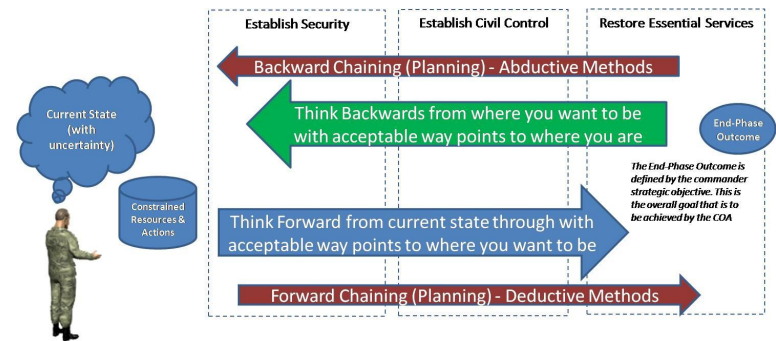 Establish Security
Establish Civil Control
Restore Essential Services
Backward Chaining (Planning) - Abductive Methods
Current State
(with
uncertainty)
Think Backwards from where you want to be
with acceptable way points to where you are
End-Phase
Outcome
The End-Phase Outcome is
defined by the commander
strategic objective. This is
the overall goal that is to
be achieved by the COA
Constrained
Resources &
Actions
Think Forward from current state through with
acceptable way points to where you want to be
Forward Chaining (Planning) - Deductive Methods